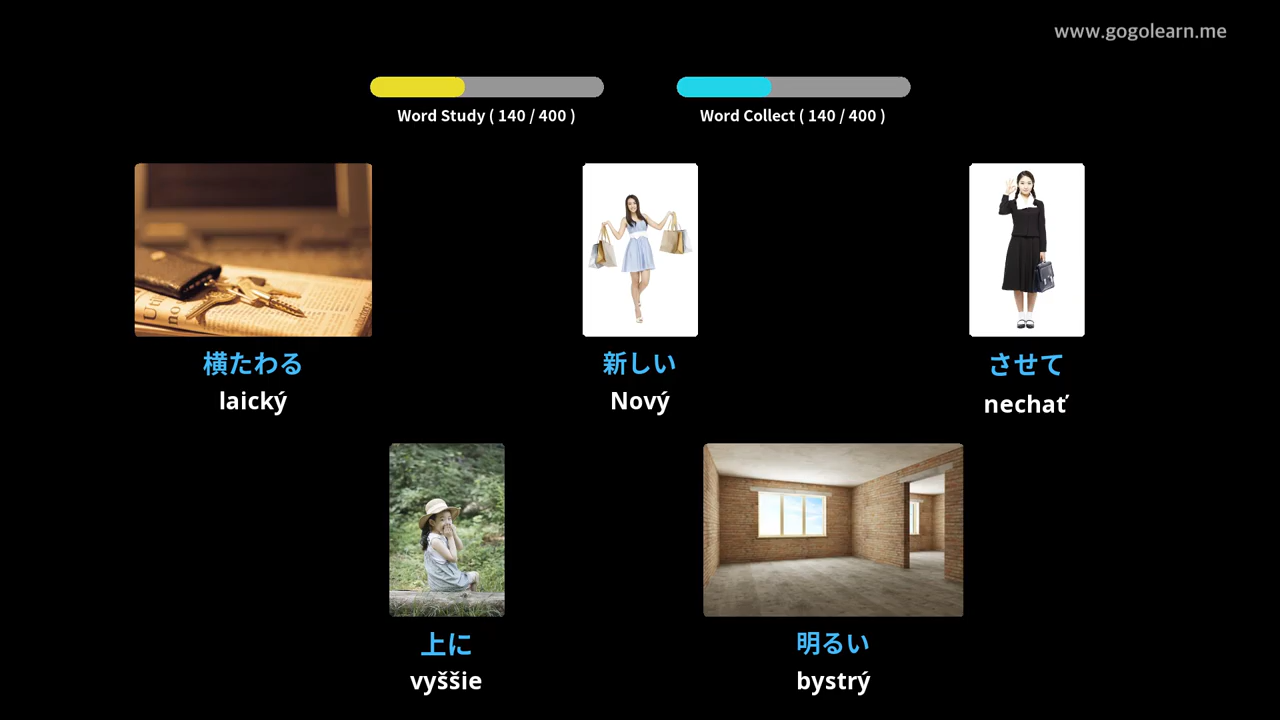 www.gogolearn.me
Word Study ( 140 / 400 )
Word Collect ( 140 / 400 )
横たわる
laický
新しい
Nový
させて
nechať
上に
vyššie
明るい
bystrý